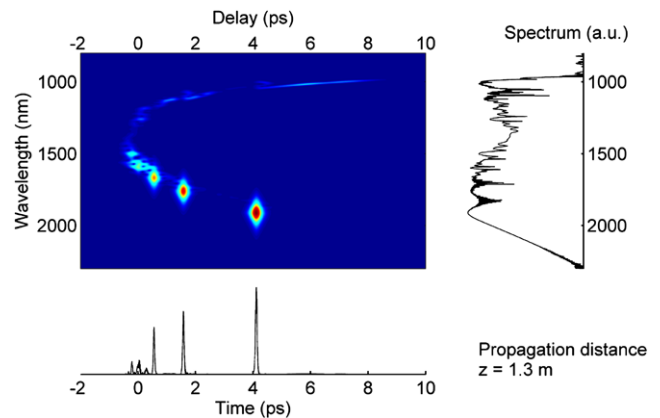 Delay (ps)
-2 0 2 4 6 8 10
Spectrum (a.u.)
Wavelength (nm)
1000
1500
2000
1000
1500
2000
-2 0 2 4 6 8 10
Time (ps)
Propagation distance
z = 1.3 m